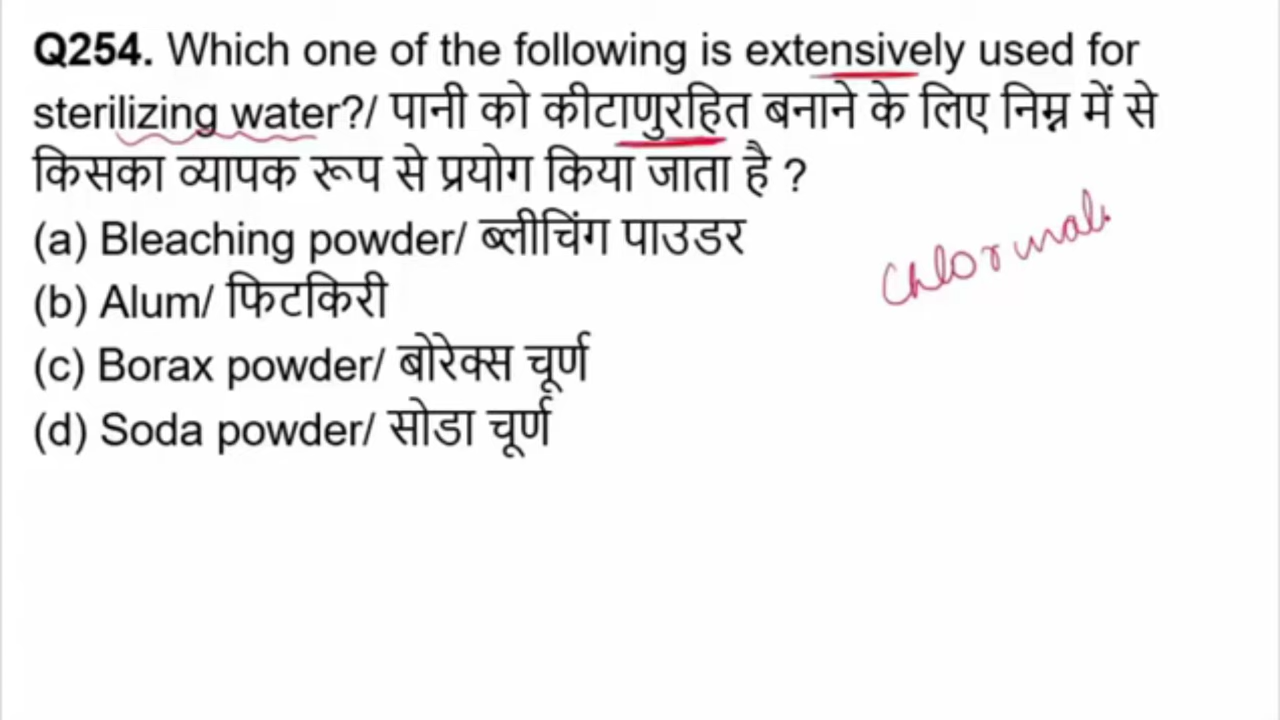 Q254. Which one of the following is extensively used for
sterilizing water?/ पानी को कीटाणुरहित बनाने के लिए निम्न में से
किसका व्यापक रूप से प्रयोग किया जाता है ?
(a) Bleaching powder/ ब्लीचिंग पाउडर
(b) Alum/ फिटकिरी
(c) Borax powder/ बोरेक्स चूर्ण
(d) Soda powder/ सोडा चूर्ण